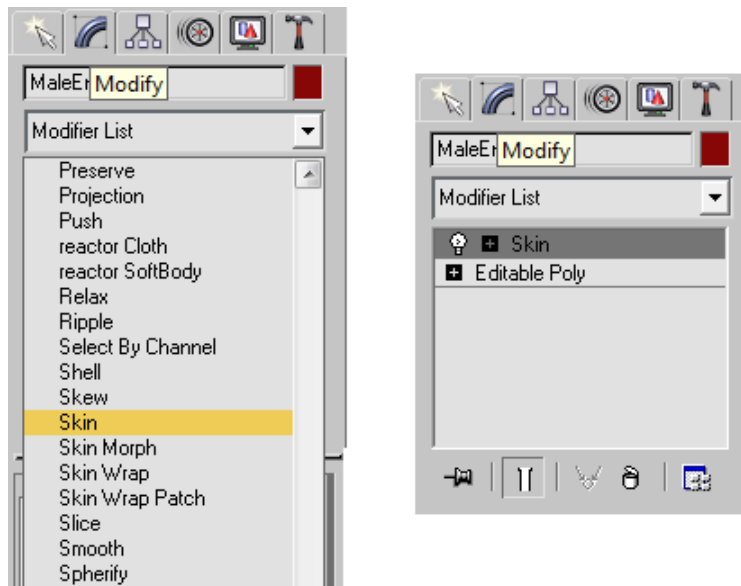 MaleEr Modify
Modifier List
Preserve
Projection
Push
reactor Cloth
reactor SoftBody
Relax
Ripple
Select By Channel
Shell
Skew
Skin
Skin Morph
Skin Wrap
Skin Wrap Patch
Slice
Smooth
Spherify
MaleEr Modify
Modifier List
Skin
Editable Poly